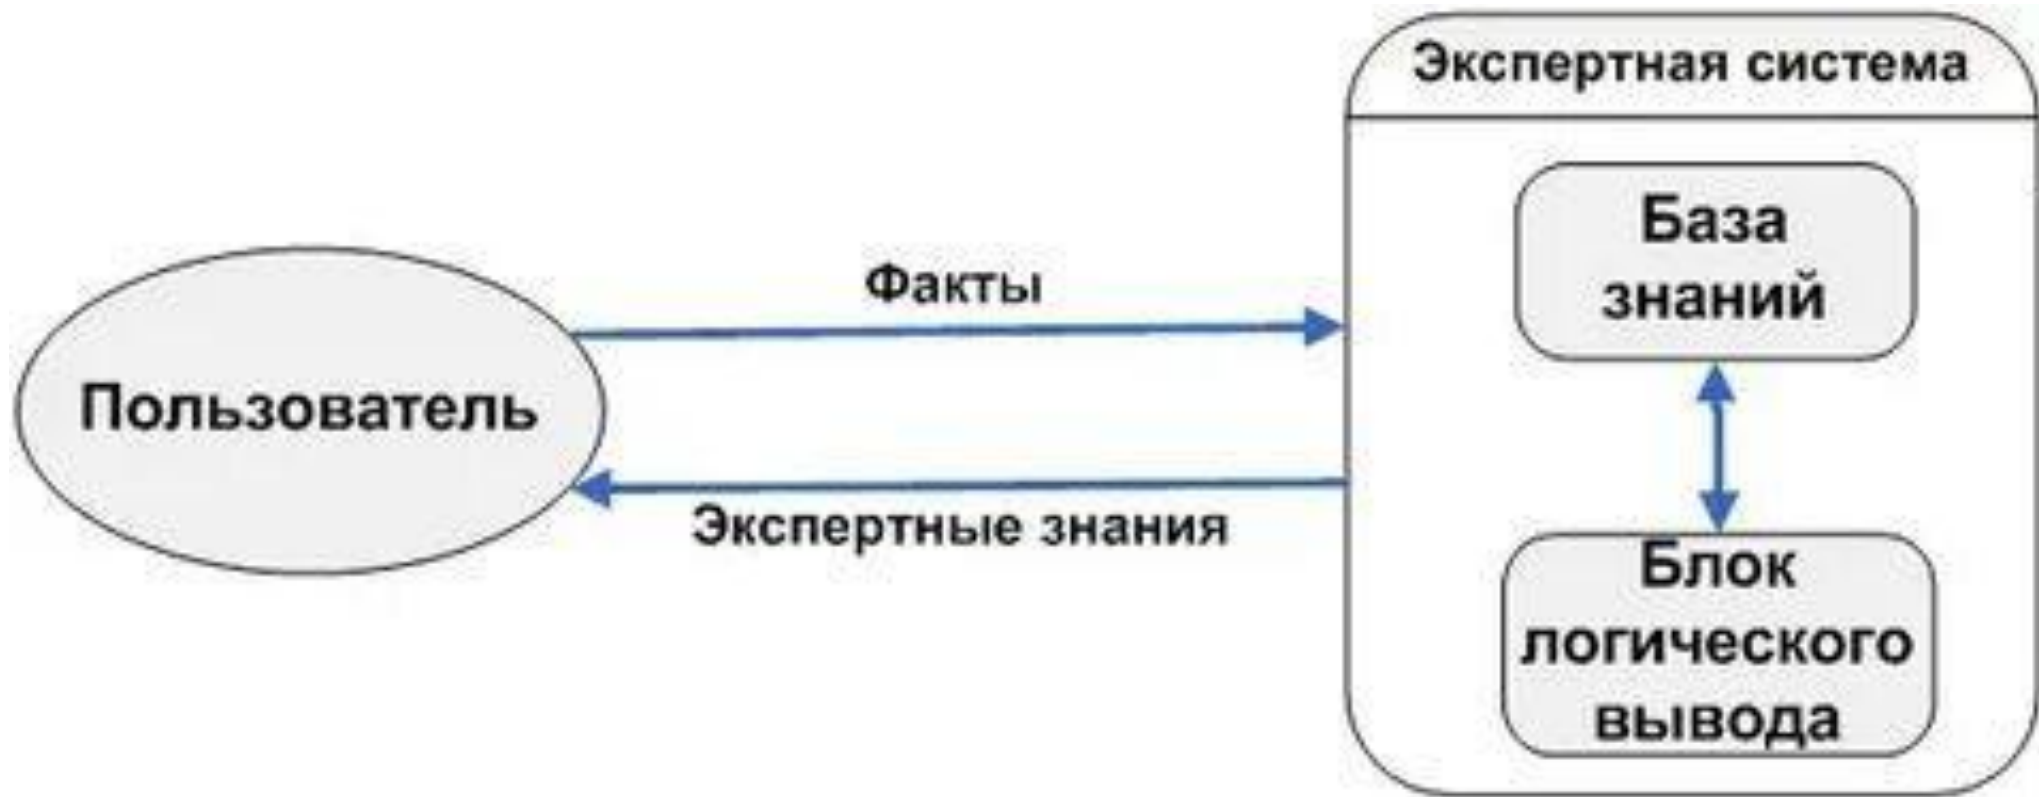 Экспертная система
База
знаний
Факты
Пользователь
Экспертные знания
Блок
логического
вывода